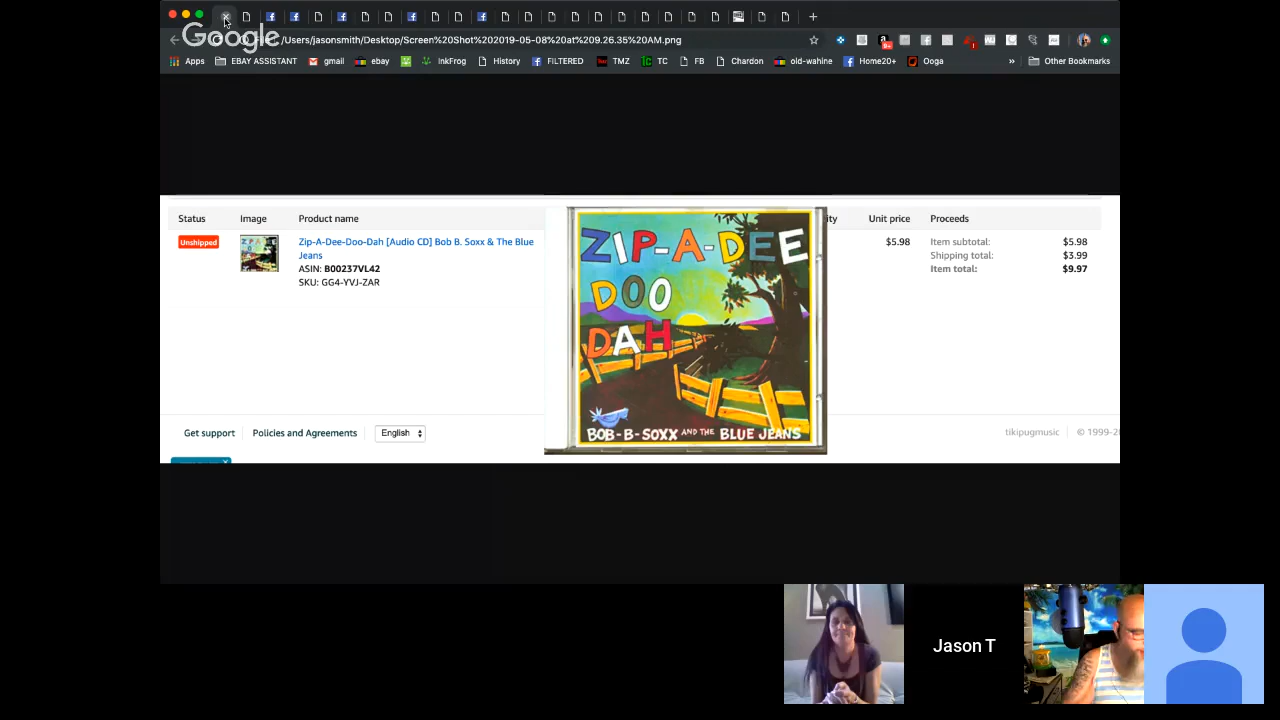 Google
/Users/jasonsmith/Desktop/Screen%20Shot%202019-05-08%20at%209.26.35%20AM.png
9+
Apps EBAY ASSISTANT gmail ebay InkFrog History FILTERED TMZ TC FB Chardon old-wahine Home20+ Ooga » Other Bookmarks
Status Image Product name ity Unit price Proceeds
Unshipped Zip-A-Dee-Doo-Dah [Audio CD] Bob B. Soxx & The Blue $5.98 Item subtotal: $5.98
Jeans Shipping total: $3.99
ASIN: B00237VL42 Item total: $9.97
SKU: GG4-YVJ-ZAR
ZIP-A-DEE
DOO
DAH
BOB-B-SOXX AND THE BLUE JEANS
Get support Policies and Agreements English tikipugmusic © 1999-2
Jason T